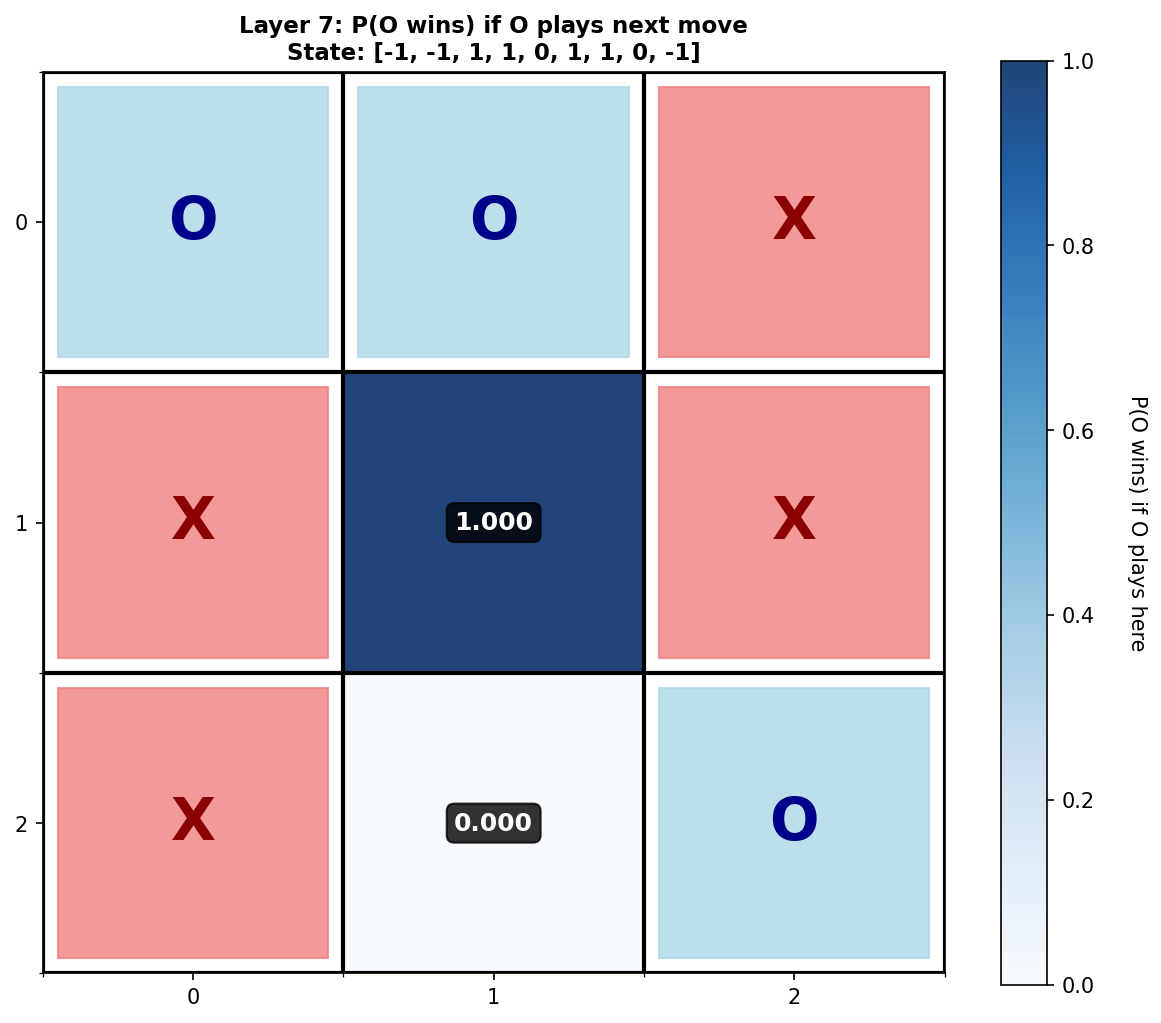 Layer 7: P(O wins) if O plays next move
State: [-1, -1, 1, 1, 0, 1, 1, 0, -1]
0
O
O
X
1
X
1.000
X
2
X
0.000
O
0
1
2
1.0
0.8
0.6
0.4
0.2
0.0
P(O wins) if O plays here